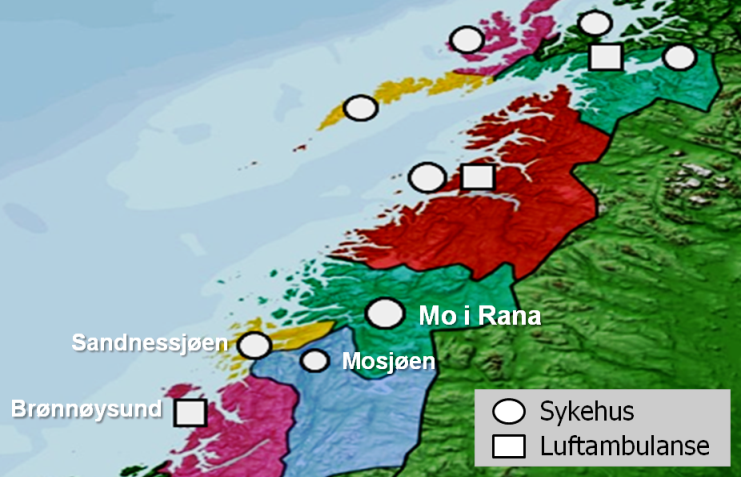 Mo i Rana
Sandnessjøen
Mosjøen
Brønnøysund
Sykehus
Luftambulanse